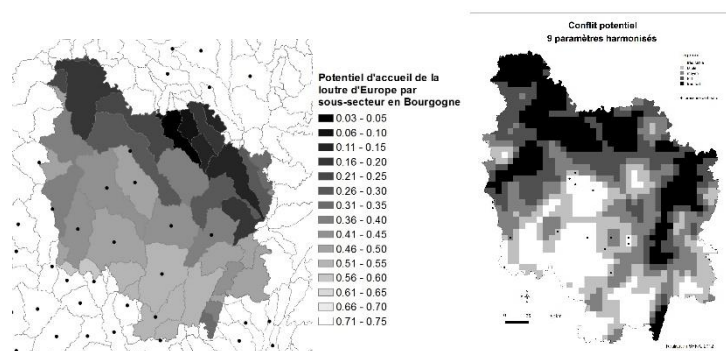 Potentiel d'accueil de la
loutre d'Europe par
sous-secteur en Bourgogne
0.03 - 0.05
0.06 - 0.10
0.11 - 0.15
0.16 - 0.20
0.21 - 0.25
0.26 - 0.30
0.31 - 0.35
0.36 - 0.40
0.41 - 0.45
0.46 - 0.50
0.51 - 0.55
0.56 - 0.60
0.61 - 0.65
0.66 - 0.70
0.71 - 0.75
Conflit potentiel
9 paramètres harmonisés